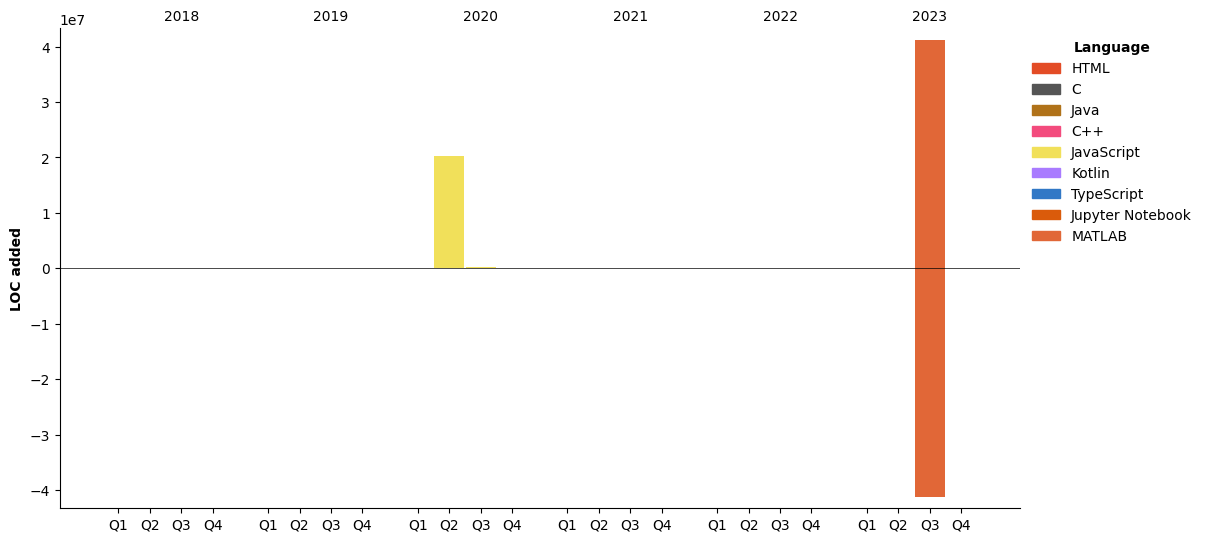 1e7
2018 2019 2020 2021 2022 2023
4
3
2
1
0
−1
−2
−3
−4
LOC added
Q1 Q2 Q3 Q4 Q1 Q2 Q3 Q4 Q1 Q2 Q3 Q4 Q1 Q2 Q3 Q4 Q1 Q2 Q3 Q4 Q1 Q2 Q3 Q4
Language
HTML
C
Java
C++
JavaScript
Kotlin
TypeScript
Jupyter Notebook
MATLAB